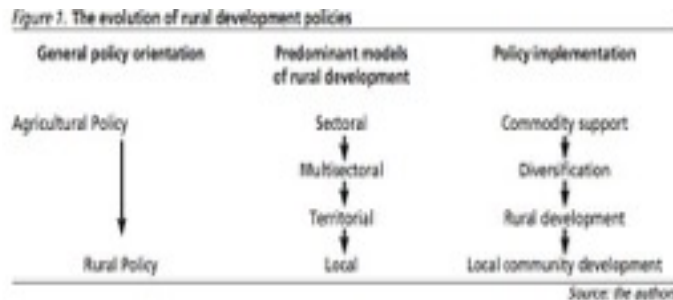 Figure 1. The evolution of rural development policies
General policy orientation
Predominant models
of rural development
Policy implementation
Agricultural Policy
Sectoral
Commodity support
Multisectoral
Diversification
Territorial
Rural development
Rural Policy
Local
Local community development
Source: the author